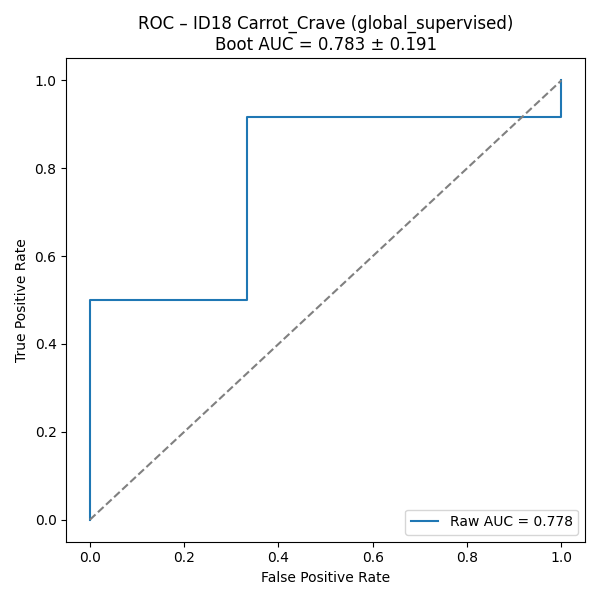 ROC – ID18 Carrot_Crave (global_supervised)
Boot AUC = 0.783 ± 0.191
True Positive Rate
1.0
0.8
0.6
0.4
0.2
0.0
Raw AUC = 0.778
0.0 0.2 0.4 0.6 0.8 1.0
False Positive Rate